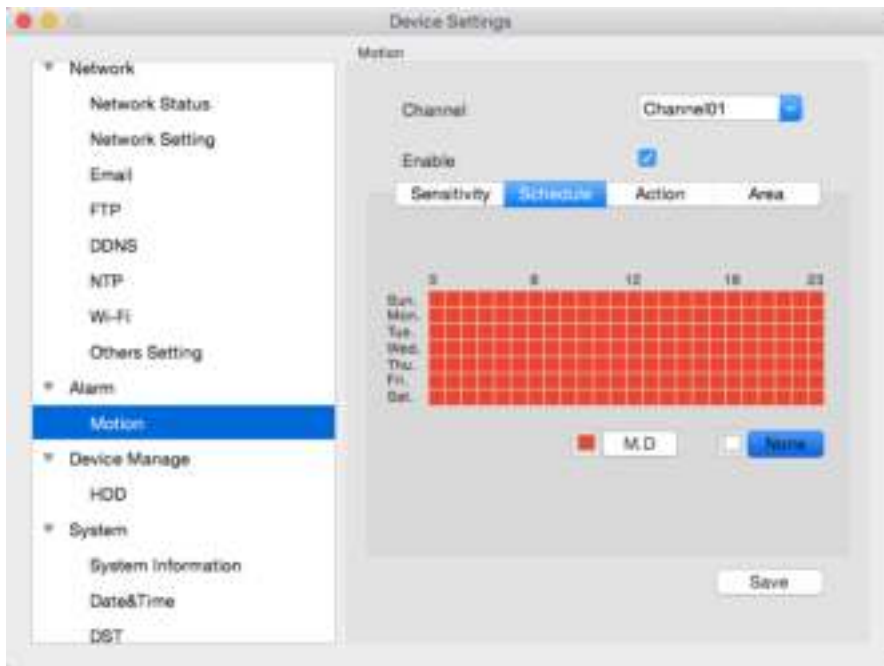 Device Settings
Motion
Network
Network Status
Network Setting
Email
FTP
DDNS
NTP
Wi-Fi
Others Setting
Alarm
Motion
Device Manage
HDD
System
System Information
Date&Time
DST
Channel
Channel01
Enable
Sensitivity Schedule Action Area
12 18 23
Sun.
Mon.
Tue.
Wed.
Thu.
Fri.
Sat.
M.D None
Save